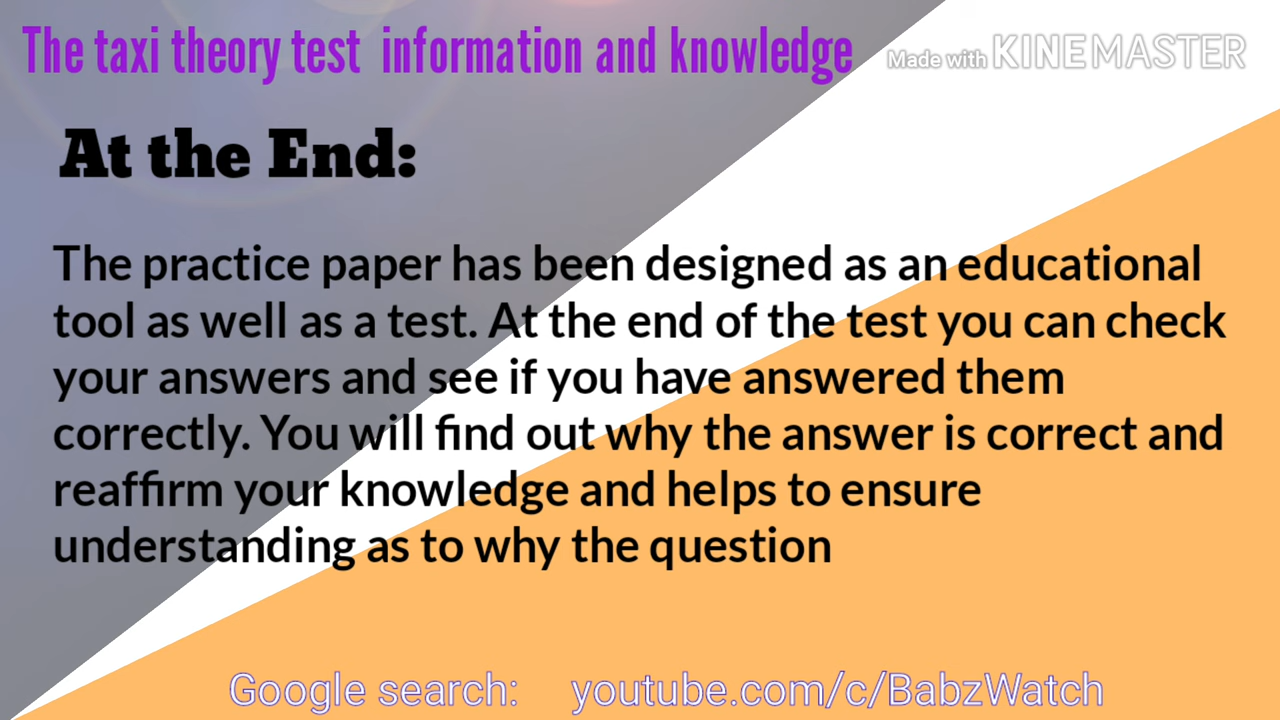 The taxi theory test information and knowledge
Made with KINEMASTER
At the End:
The practice paper has been designed as an educational
tool as well as a test. At the end of the test you can check
your answers and see if you have answered them
correctly. You will find out why the answer is correct and
reaffirm your knowledge and helps to ensure
understanding as to why the question
Google search: youtube.com/c/BabzWatch